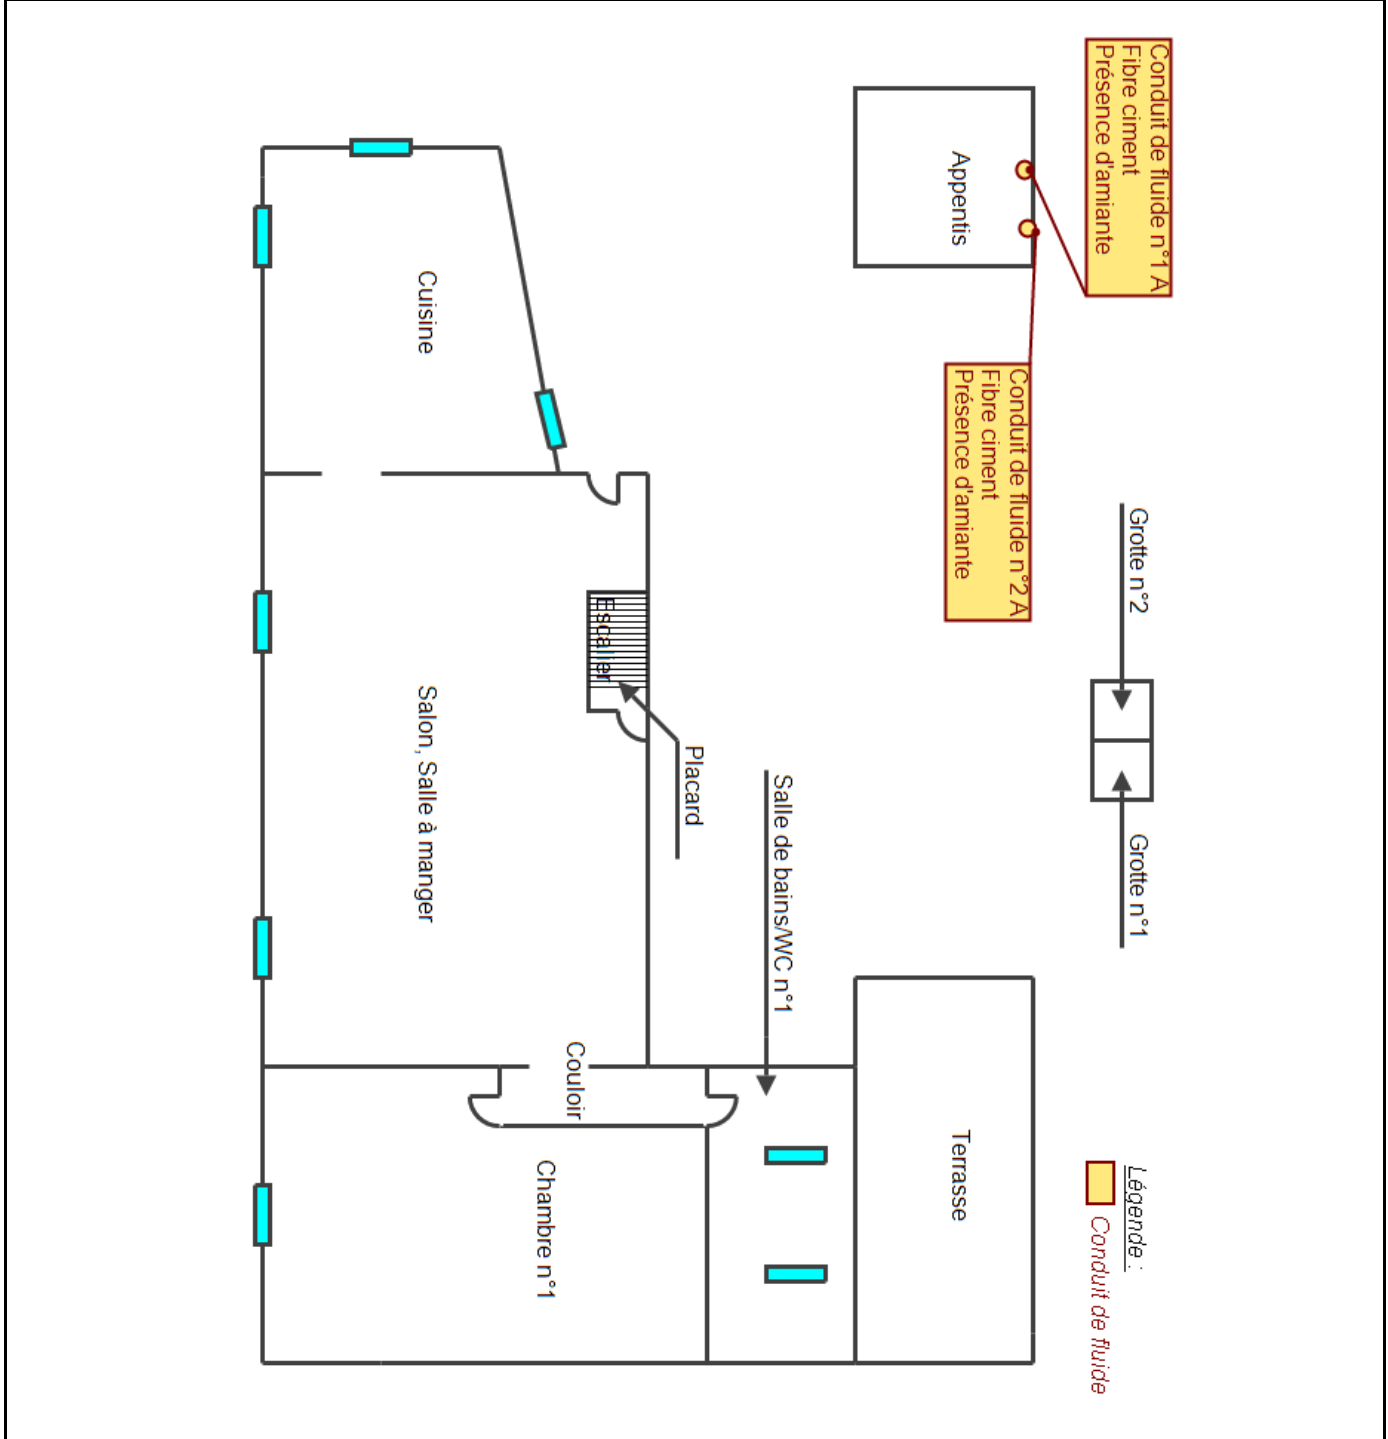 Conduit de fluide n°1 A
Fibre ciment
Présence d'amiante
Grotte n°2
Grotte n°1
Légende :
Conduit de fluide
Conduit de fluide n°2 A
Fibre ciment
Présence d'amiante
Appentis
Terrasse
Salle de bains/WC n°1
Placard
Escalier
Couloir
Chambre n°1
Cuisine
Salon, Salle à manger